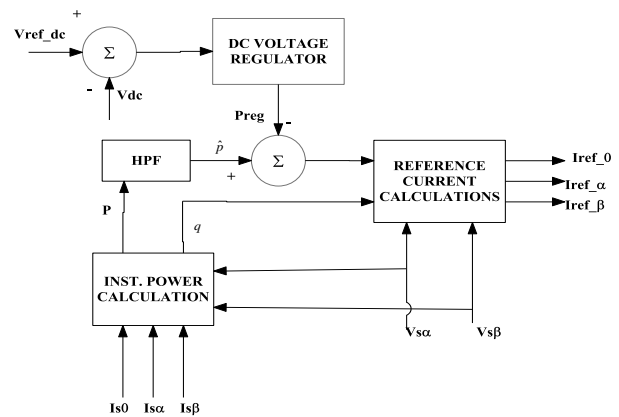 +
Vref_dc
Σ
DC VOLTAGE
REGULATOR
-
Vdc
Preg
-
HPF
p̂
+
Σ
REFERENCE
CURRENT
CALCULATIONS
Iref_0
Iref_α
Iref_β
P
q
INST. POWER
CALCULATION
Vsα
Vsβ
Is0
Isα
Isβ